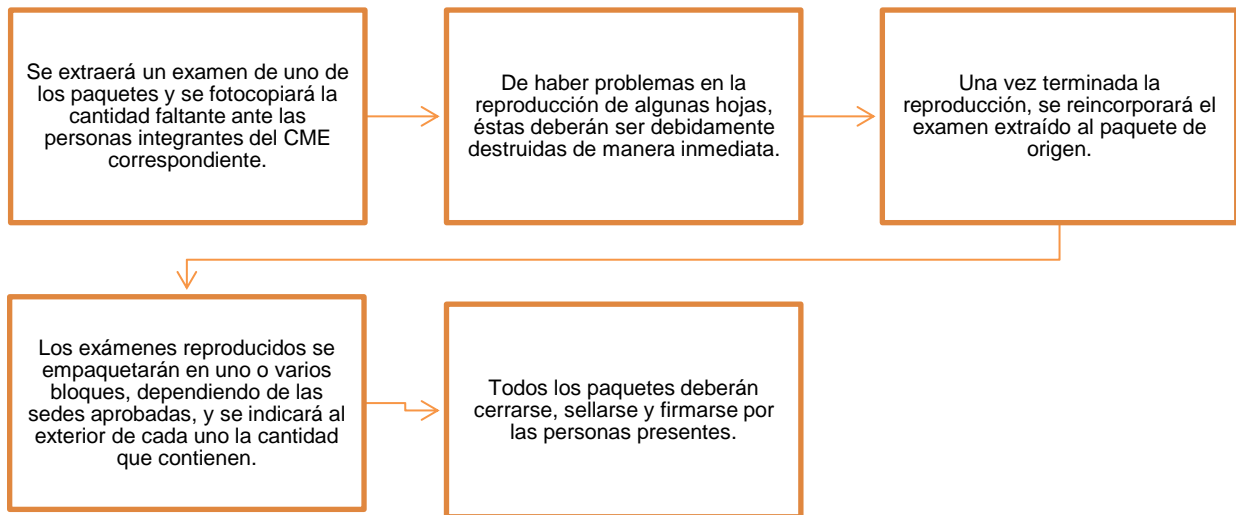 Se extraerá un examen de uno de
los paquetes y se fotocopiará la
cantidad faltante ante las
personas integrantes del CME
correspondiente.
De haber problemas en la
reproducción de algunas hojas,
éstas deberán ser debidamente
destruidas de manera inmediata.
Una vez terminada la
reproducción, se reincorporará el
examen extraído al paquete de
origen.
Los exámenes reproducidos se
empaquetarán en uno o varios
bloques, dependiendo de las
sedes aprobadas, y se indicará al
exterior de cada uno la cantidad
que contienen.
Todos los paquetes deberán
cerrarse, sellarse y firmarse por
las personas presentes.